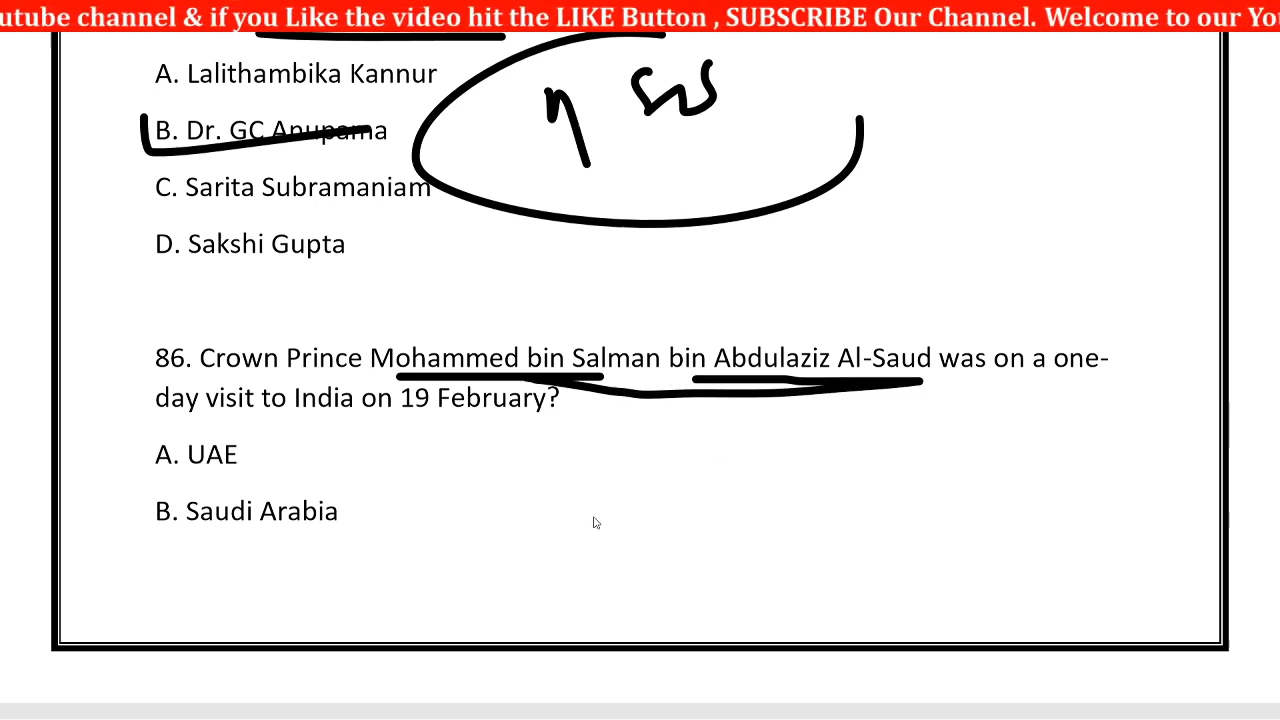 utube channel & if you Like the video hit the LIKE Button , SUBSCRIBE Our Channel. Welcome to our You
A. Lalithambika Kannur
B. Dr. GC Anupama
C. Sarita Subramaniam
D. Sakshi Gupta
86. Crown Prince Mohammed bin Salman bin Abdulaziz Al-Saud was on a one-
day visit to India on 19 February?
A. UAE
B. Saudi Arabia